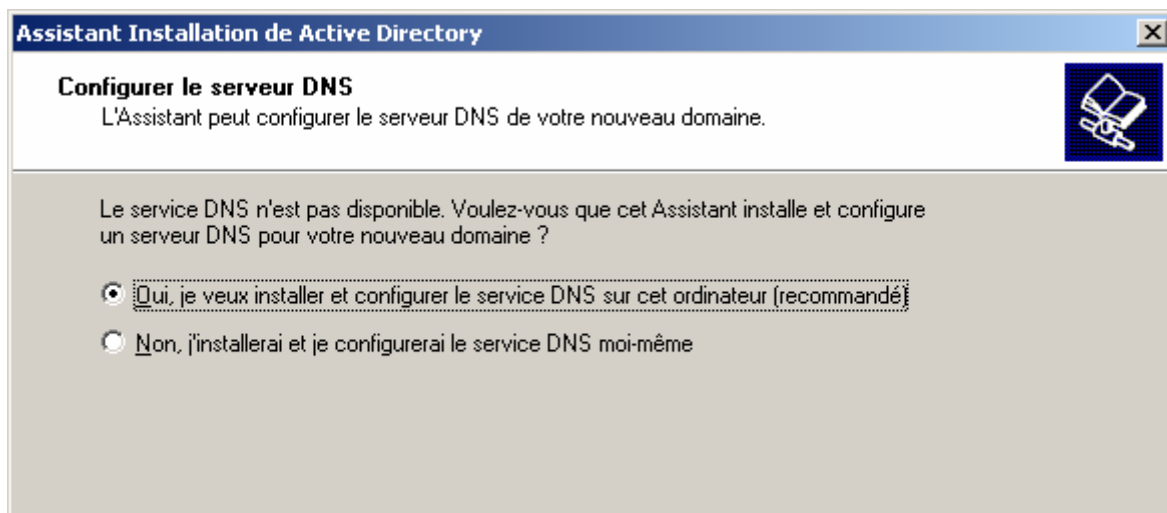 Assistant Installation de Active Directory
Configurer le serveur DNS
L'Assistant peut configurer le serveur DNS de votre nouveau domaine.
Le service DNS n'est pas disponible. Voulez-vous que cet Assistant installe et configure
un serveur DNS pour votre nouveau domaine ?
Oui, je veux installer et configurer le service DNS sur cet ordinateur (recommandé)
Non, j'installerai et je configurerai le service DNS moi-même